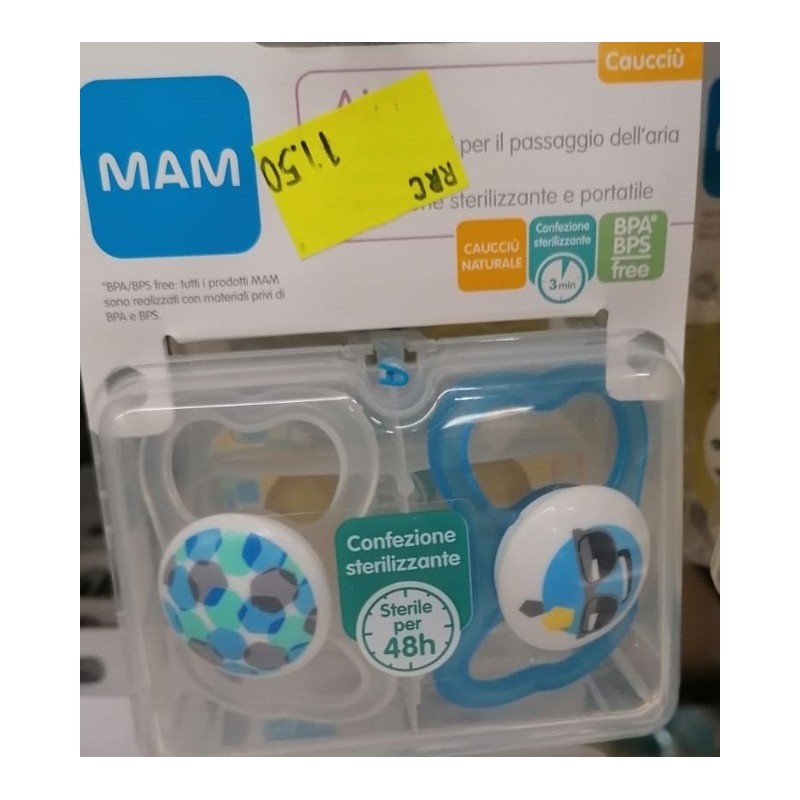 Caucciù
MAM
11.50
RRC
per il passaggio dell'aria
sterilizzante e portatile
CAUCCIÙ
NATURALE
Confezione
sterilizzante
3 min
BPA°
BPS
free
°BPA/BPS free: tutti i prodotti MAM
sono realizzati con materiali privi di
BPA e BPS.
Confezione
sterilizzante
Sterile
per
48h